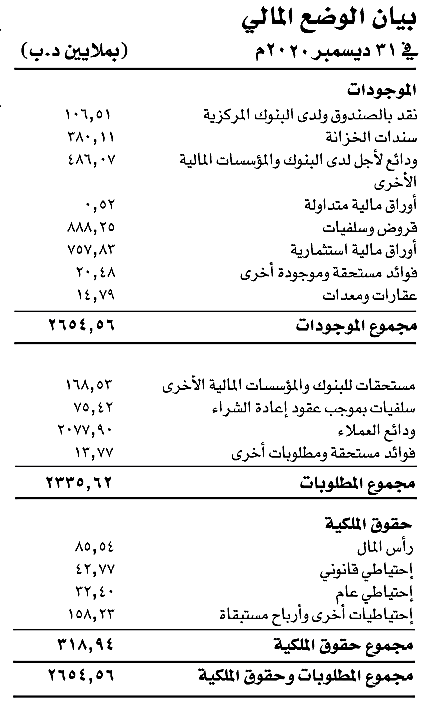 بيان الوضع المالي
في ٣١ ديسمبر ٢٠٢٠م (بملايين د.ب)
الموجودات
نقد بالصندوق ولدى البنوك المركزية ١٠٦,٥١
سندات الخزانة ٣٨٠,١١
ودائع لأجل لدى البنوك والمؤسسات المالية ٤٨٦,٠٧
الأخرى
أوراق مالية متداولة ٠,٥٢
قروض وسلفيات ٨٨٨,٢٥
أوراق مالية استثمارية ٧٥٧,٨٣
فوائد مستحقة وموجودة أخرى ٢٠,٤٨
عقارات ومعدات ١٤,٧٩
مجموع الموجودات ٢٦٥٤,٥٦
مستحقات للبنوك والمؤسسات المالية الأخرى ١٦٨,٥٣
سلفيات بموجب عقود إعادة الشراء ٧٥,٤٢
ودائع العملاء ٢٠٧٧,٩٠
فوائد مستحقة ومطلوبات أخرى ١٣,٧٧
مجموع المطلوبات ٢٣٣٥,٦٢
حقوق الملكية
رأس المال ٨٥,٥٤
إحتياطي قانوني ٤٢,٧٧
إحتياطي عام ٣٢,٤٠
إحتياطيات أخرى وأرباح مستبقاة ١٥٨,٢٣
مجموع حقوق الملكية ٣١٨,٩٤
مجموع المطلوبات وحقوق الملكية ٢٦٥٤,٥٦